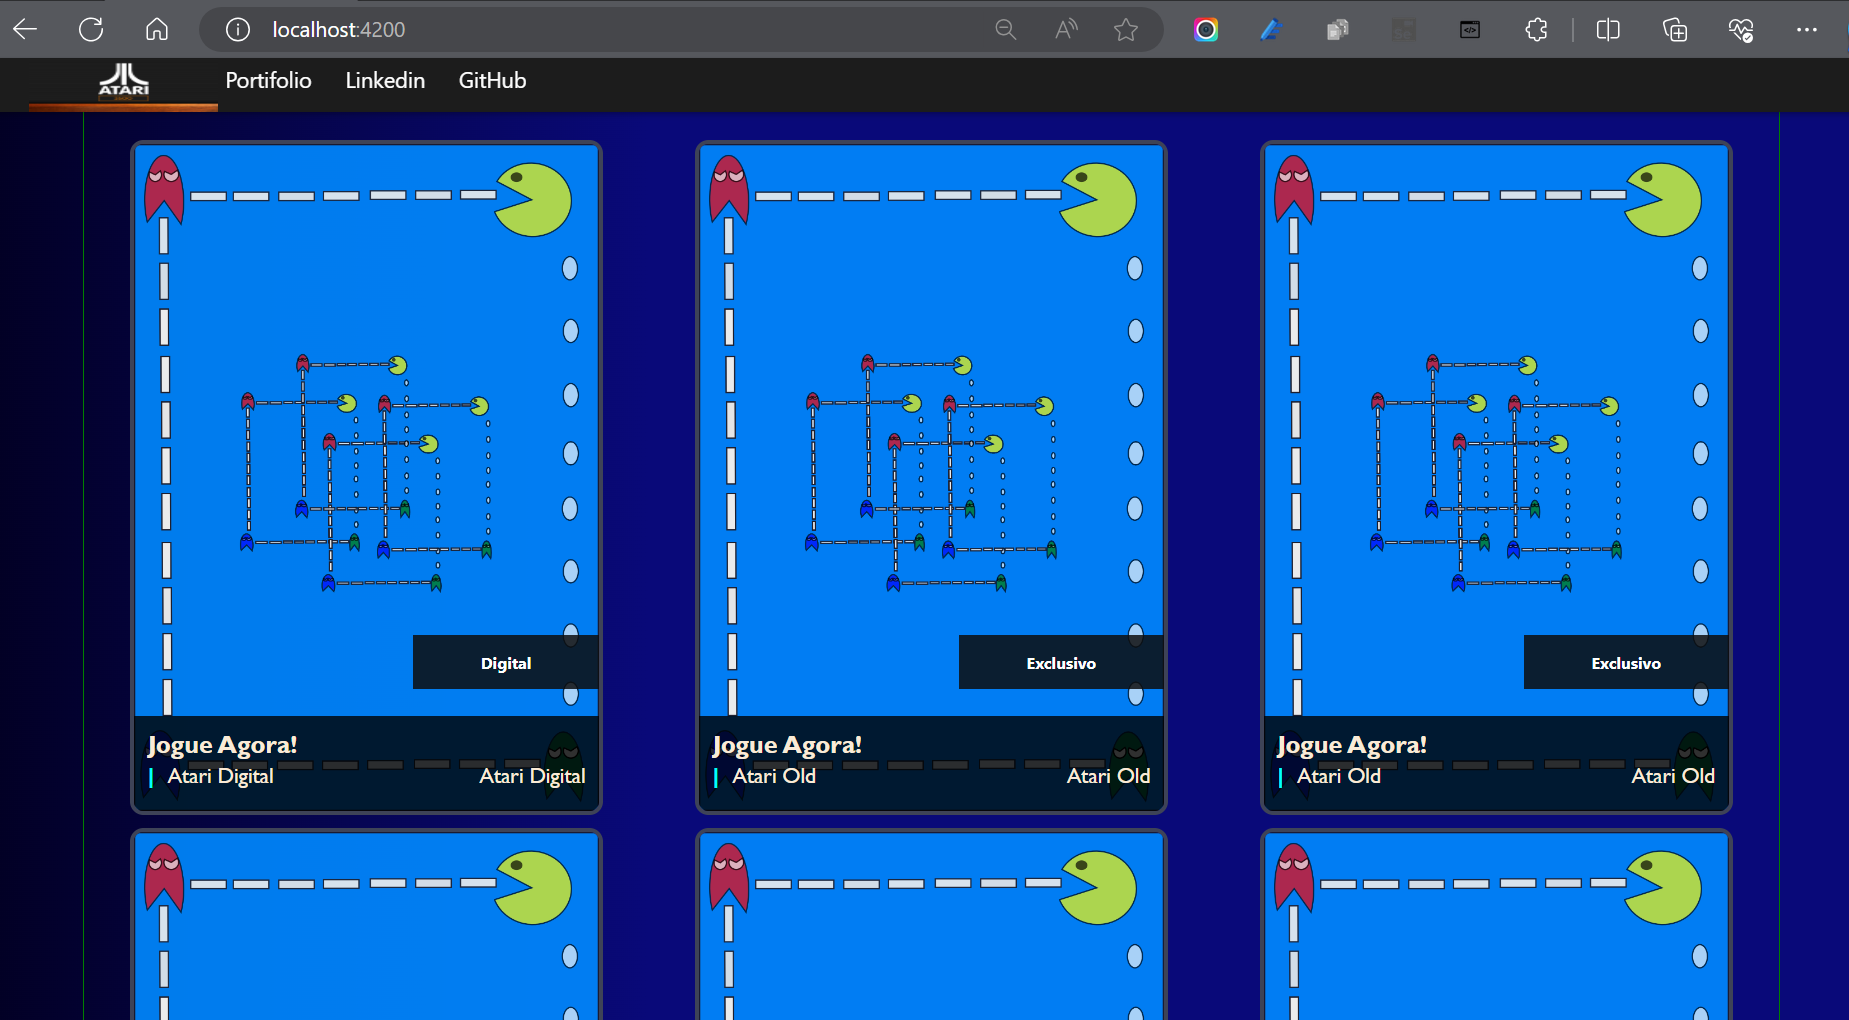 localhost:4200
ATARI Portifolio Linkedin GitHub
Digital
Jogue Agora!
| Atari Digital Atari Digital
Exclusivo
Jogue Agora!
| Atari Old Atari Old
Exclusivo
Jogue Agora!
| Atari Old Atari Old